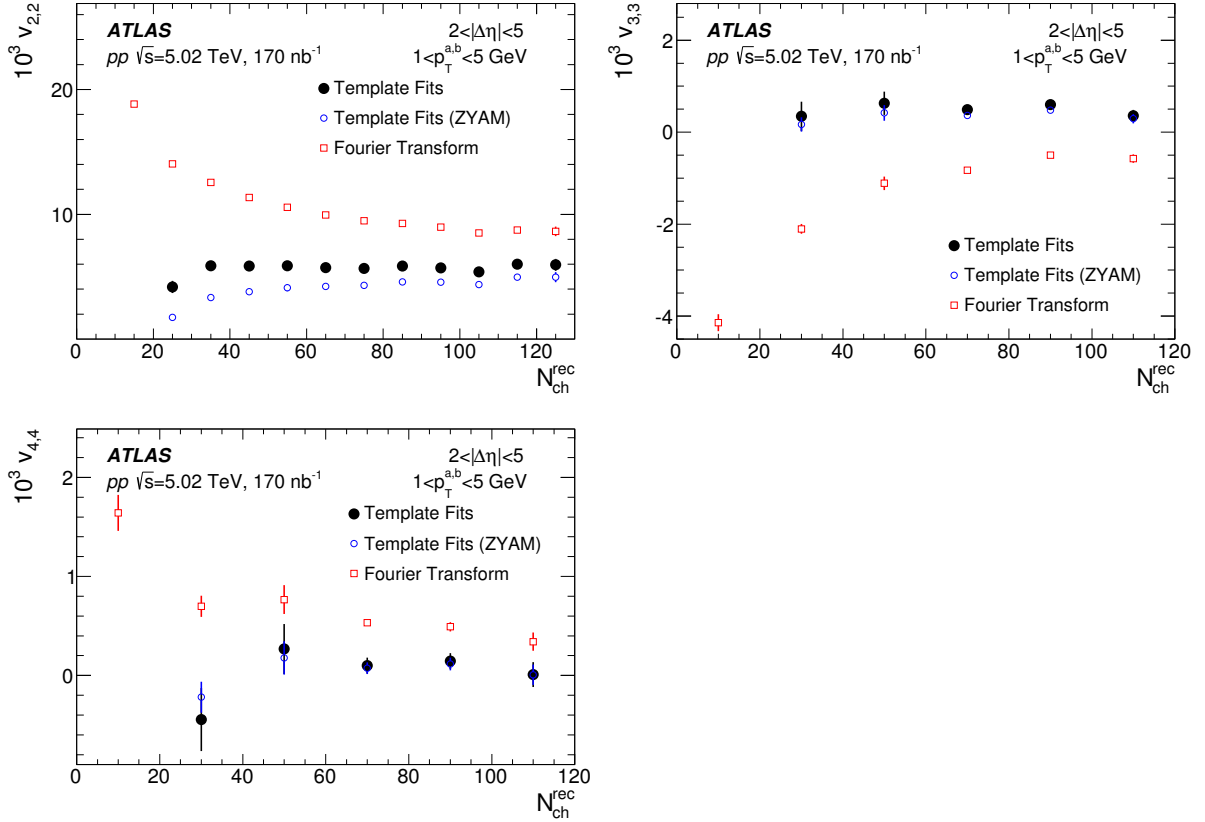 10³ v₂,₂
20
10
0 20 40 60 80 100 120
N_ch^rec
ATLAS
2<|Δη|<5
pp √s=5.02 TeV, 170 nb⁻¹
1<p_T^a,b<5 GeV
Template Fits
Template Fits (ZYAM)
Fourier Transform
10³ v₃,₃
2
0
-2
-4
0 20 40 60 80 100 120
N_ch^rec
ATLAS
2<|Δη|<5
pp √s=5.02 TeV, 170 nb⁻¹
1<p_T^a,b<5 GeV
Template Fits
Template Fits (ZYAM)
Fourier Transform
10³ v₄,₄
2
1
0
0 20 40 60 80 100 120
N_ch^rec
ATLAS
2<|Δη|<5
pp √s=5.02 TeV, 170 nb⁻¹
1<p_T^a,b<5 GeV
Template Fits
Template Fits (ZYAM)
Fourier Transform